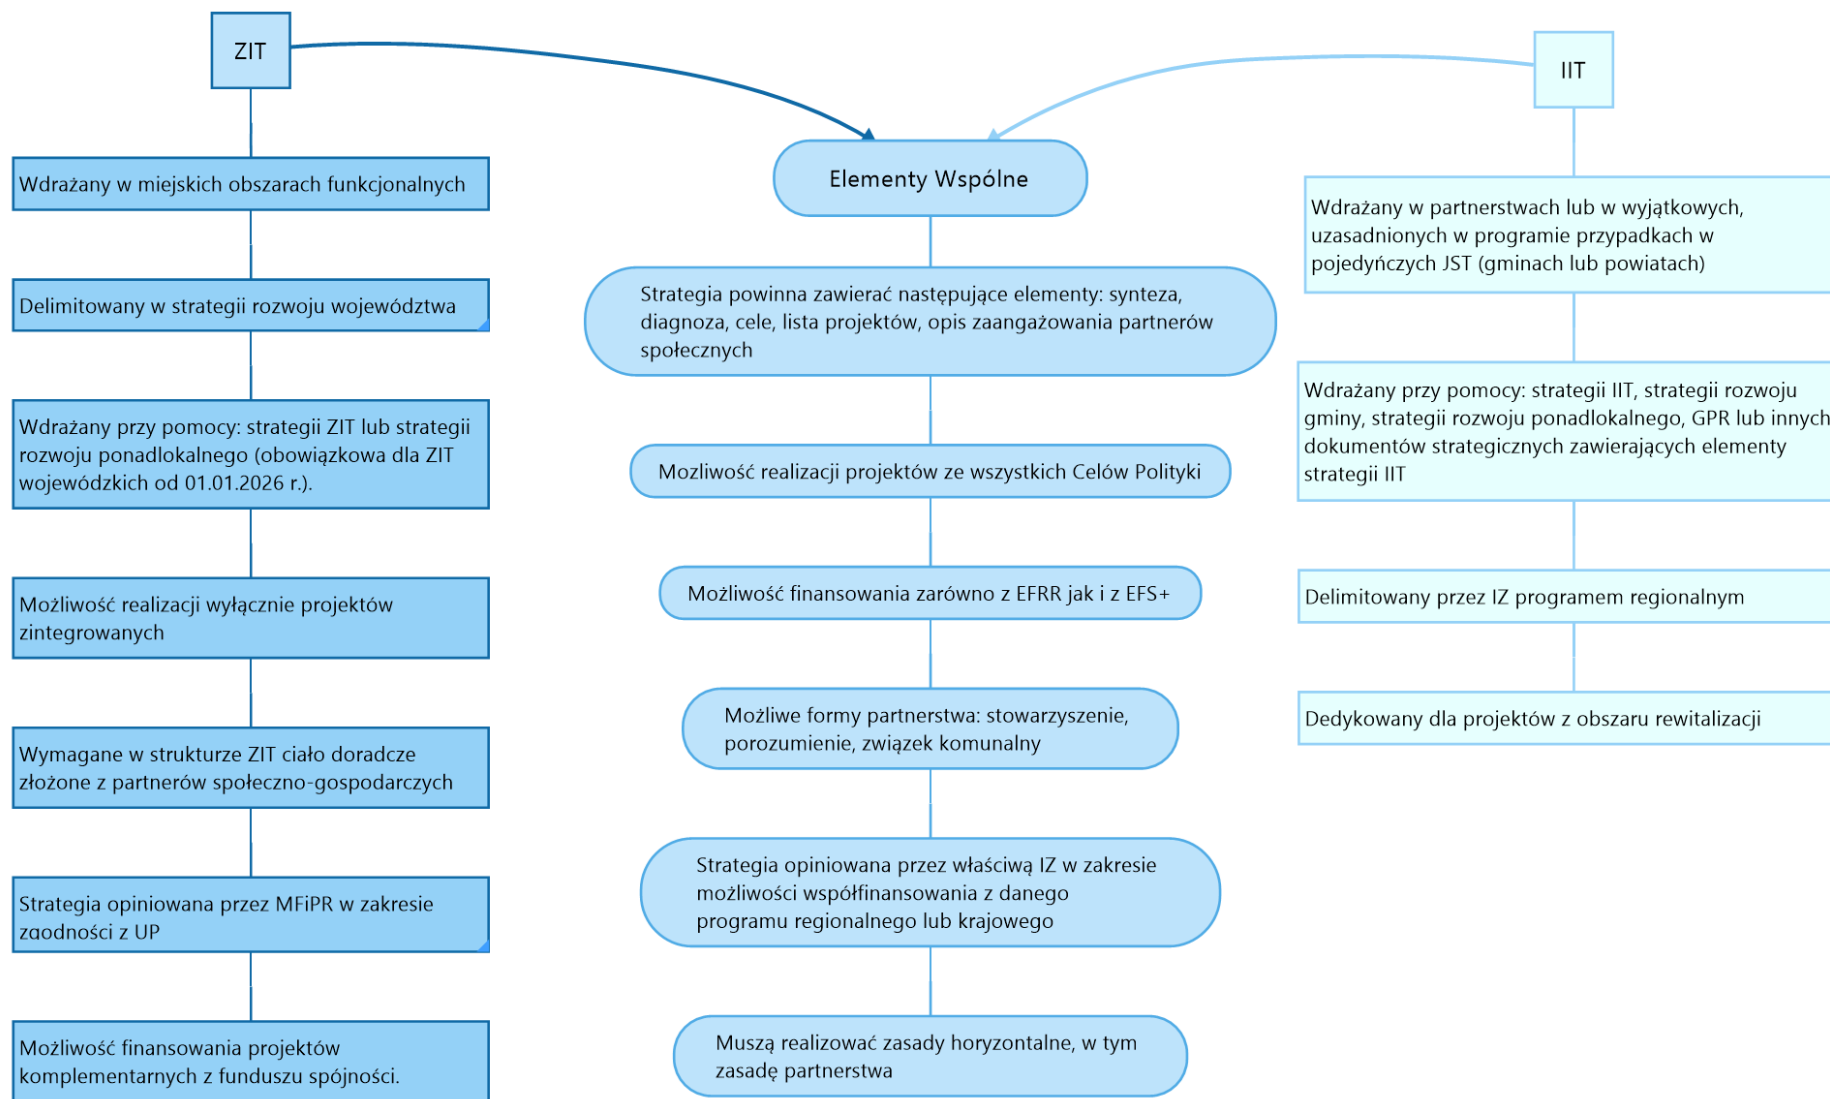 ZIT
Wdrażany w miejskich obszarach funkcjonalnych
Delimitowany w strategii rozwoju województwa
Wdrażany przy pomocy: strategii ZIT lub strategii
rozwoju ponadlokalnego (obowiązkowa dla ZIT
wojewódzkich od 01.01.2026 r.).
Możliwość realizacji wyłącznie projektów
zintegrowanych
Wymagane w strukturze ZIT ciało doradcze
złożone z partnerów społeczno-gospodarczych
Strategia opiniowana przez MFiPR w zakresie
zgodności z UP
Możliwość finansowania projektów
komplementarnych z funduszu spójności.
Elementy Wspólne
Strategia powinna zawierać następujące elementy: synteza,
diagnoza, cele, lista projektów, opis zaangażowania partnerów
społecznych
Mozliwość realizacji projektów ze wszystkich Celów Polityki
Możliwość finansowania zarówno z EFRR jak i z EFS+
Możliwe formy partnerstwa: stowarzyszenie,
porozumienie, związek komunalny
Strategia opiniowana przez właściwą IZ w zakresie
możliwości współfinansowania z danego
programu regionalnego lub krajowego
Muszą realizować zasady horyzontalne, w tym
zasadę partnerstwa
IIT
Wdrażany w partnerstwach lub w wyjątkowych,
uzasadnionych w programie przypadkach w
pojedyńczych JST (gminach lub powiatach)
Wdrażany przy pomocy: strategii IIT, strategii rozwoju
gminy, strategii rozwoju ponadlokalnego, GPR lub innych
dokumentów strategicznych zawierających elementy
strategii IIT
Delimitowany przez IZ programem regionalnym
Dedykowany dla projektów z obszaru rewitalizacji